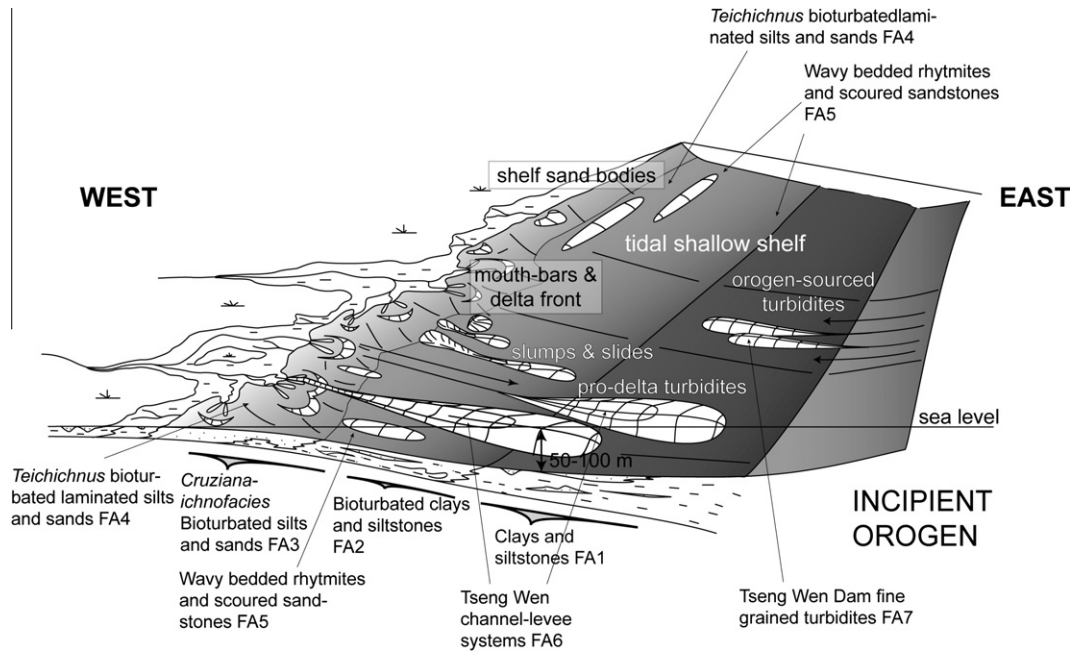 Teichichnus bioturbatedlami-
nated silts and sands FA4
Wavy bedded rhytmites
and scoured sandstones
FA5
shelf sand bodies
WEST
EAST
tidal shallow shelf
mouth-bars &
delta front
orogen-sourced
turbidites
slumps & slides
pro-delta turbidites
sea level
50-100 m
Teichichnus biotur-
bated laminated silts
and sands FA4
Cruziana-
ichnofacies
Bioturbated silts
and sands FA3
Bioturbated clays
and siltstones
FA2
Clays and
siltstones FA1
INCIPIENT
OROGEN
Wavy bedded rhytmites
and scoured sand-
stones FA5
Tseng Wen
channel-levee
systems FA6
Tseng Wen Dam fine
grained turbidites FA7